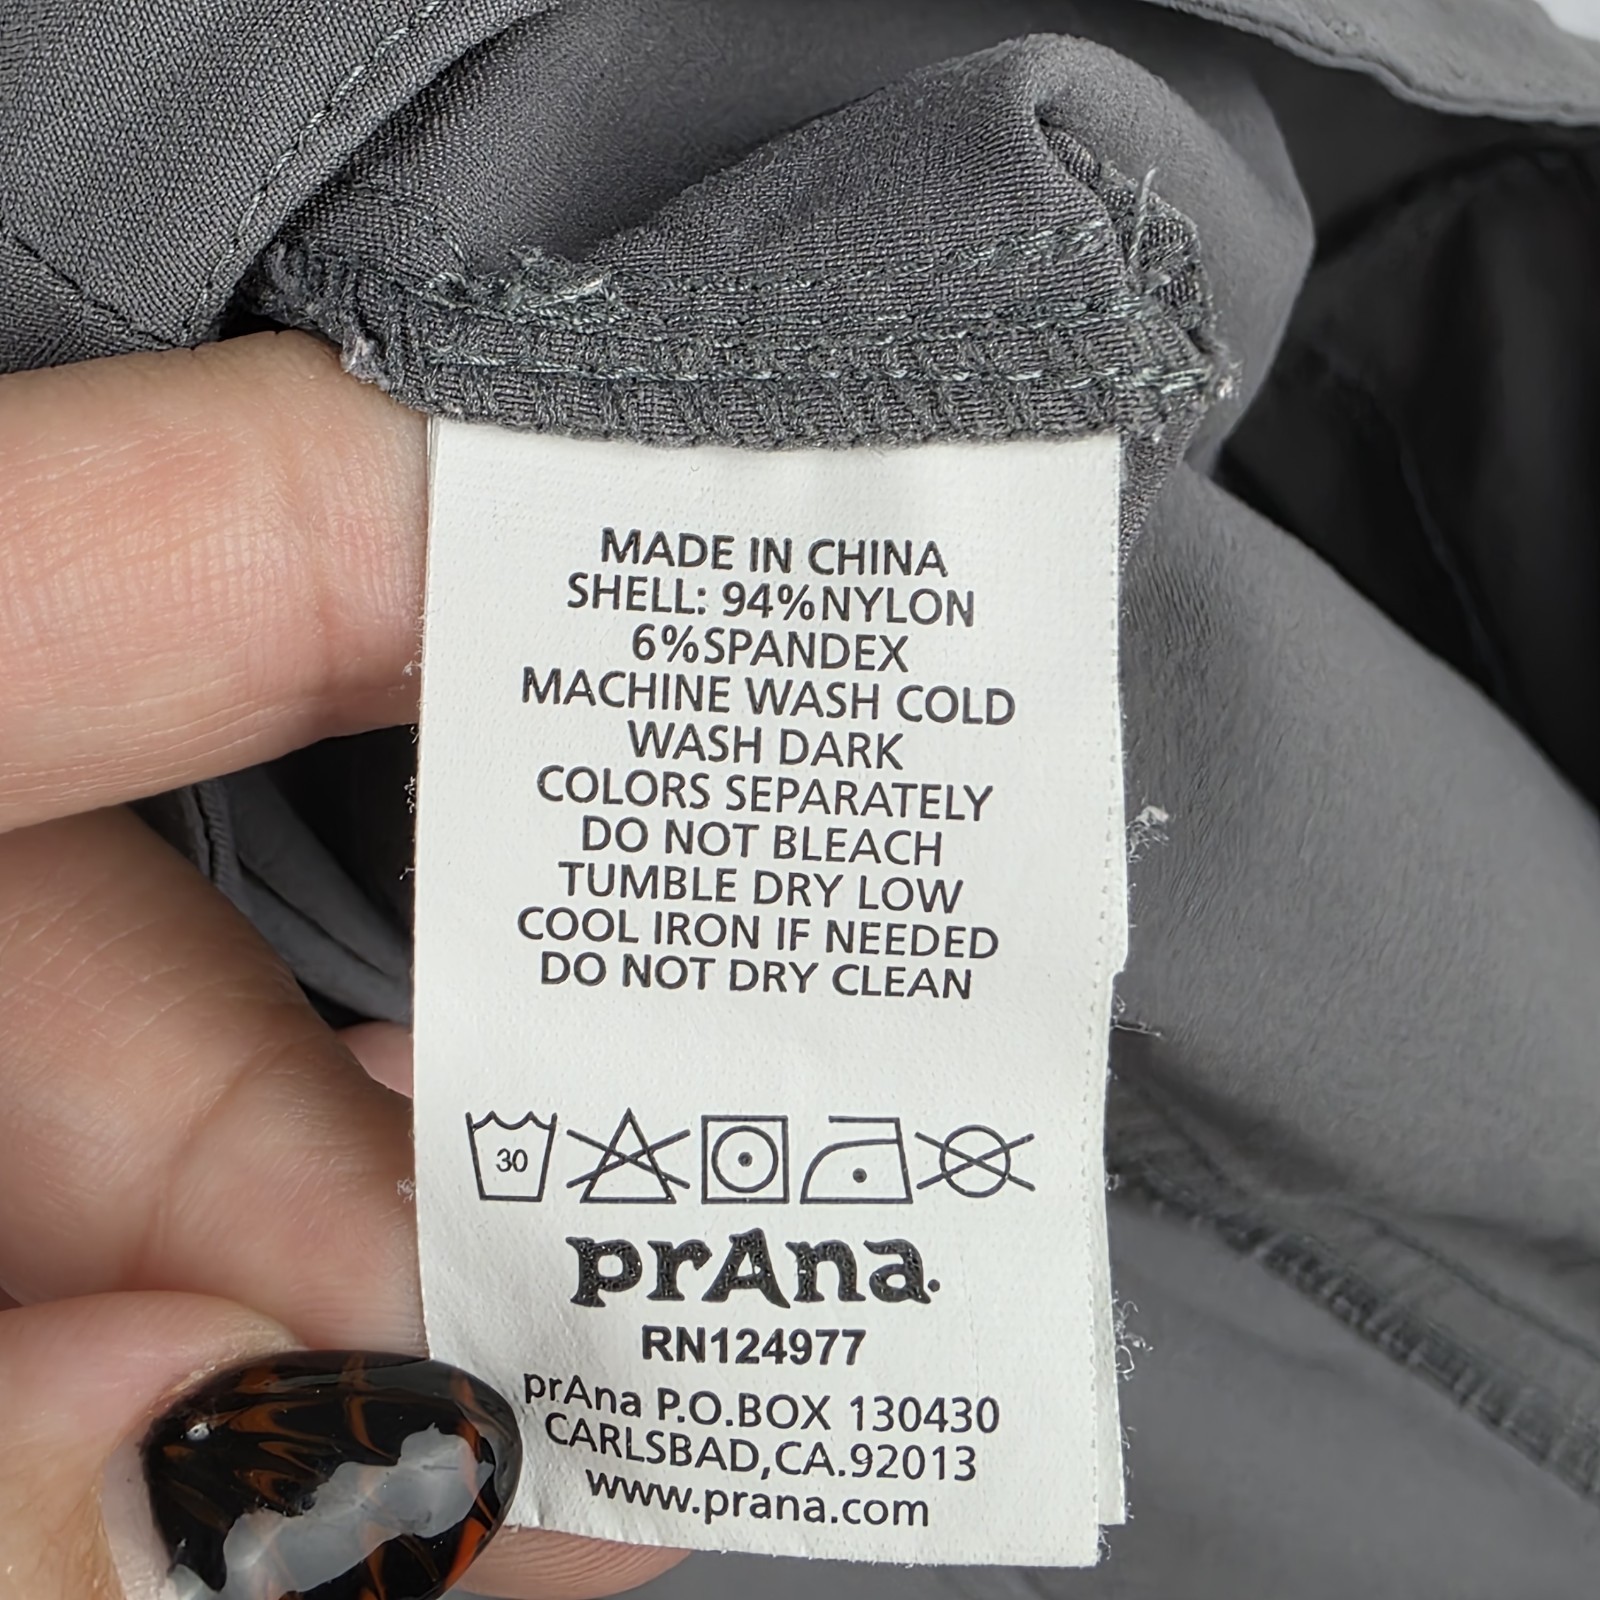 MADE IN CHINA
SHELL: 94%NYLON
6%SPANDEX
MACHINE WASH COLD
WASH DARK
COLORS SEPARATELY
DO NOT BLEACH
TUMBLE DRY LOW
COOL IRON IF NEEDED
DO NOT DRY CLEAN
30
prAna
RN124977
prAna P.O.BOX 130430
CARLSBAD,CA.92013
www.prana.com